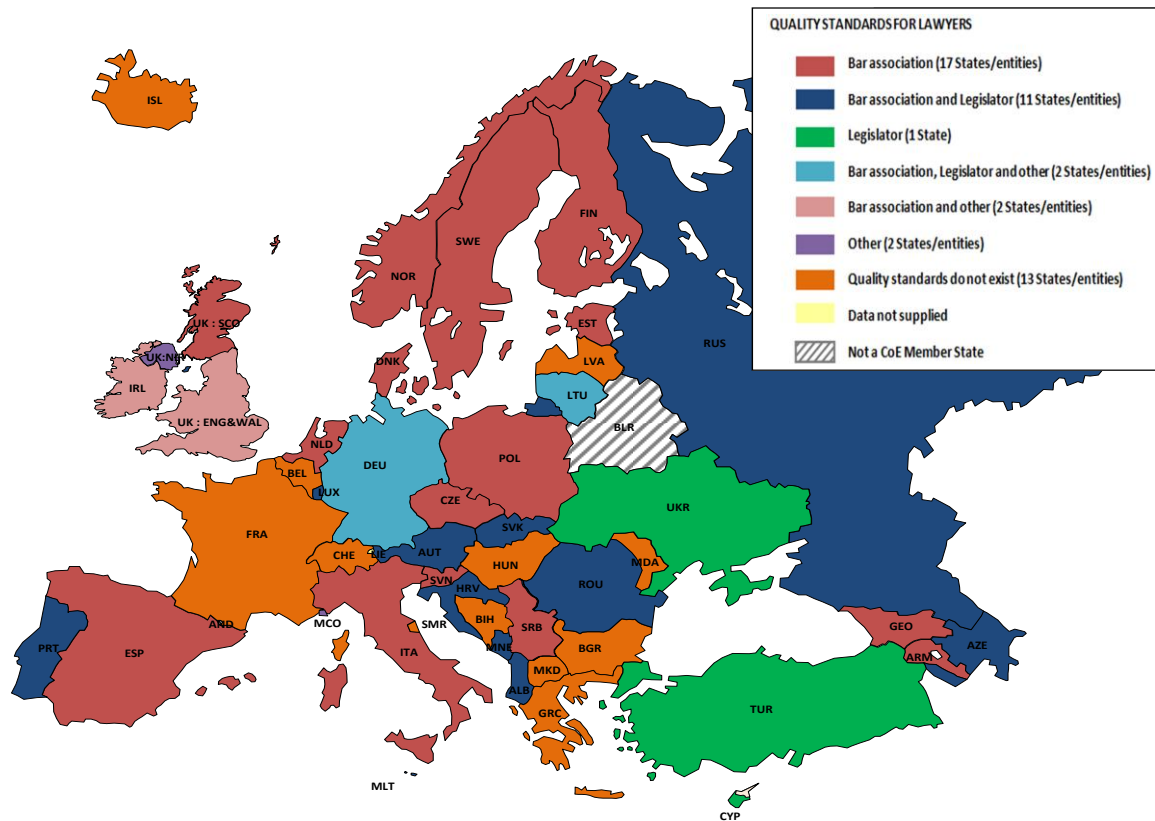 QUALITY STANDARDS FOR LAWYERS
Bar association (17 States/entities)
Bar association and Legislator (11 States/entities)
Legislator (1 State)
Bar association, Legislator and other (2 States/entities)
Bar association and other (2 States/entities)
Other (2 States/entities)
Quality standards do not exist (13 States/entities)
Data not supplied
Not a CoE Member State
ISL
FIN
SWE
NOR
RUS
UK : SCO
EST
UK:NIR
DNK
LVA
IRL
LTU
UK : ENG&WAL
BLR
NLD
POL
BEL
DEU
LUX
CZE
UKR
SVK
FRA
CHE
LIE
AUT
HUN
MDA
SVN
HRV
ROU
AND
MCO
SMR
BIH
SRB
GEO
PRT
ESP
ITA
MNE
BGR
ARM
AZE
MKD
ALB
GRC
TUR
MLT
CYP